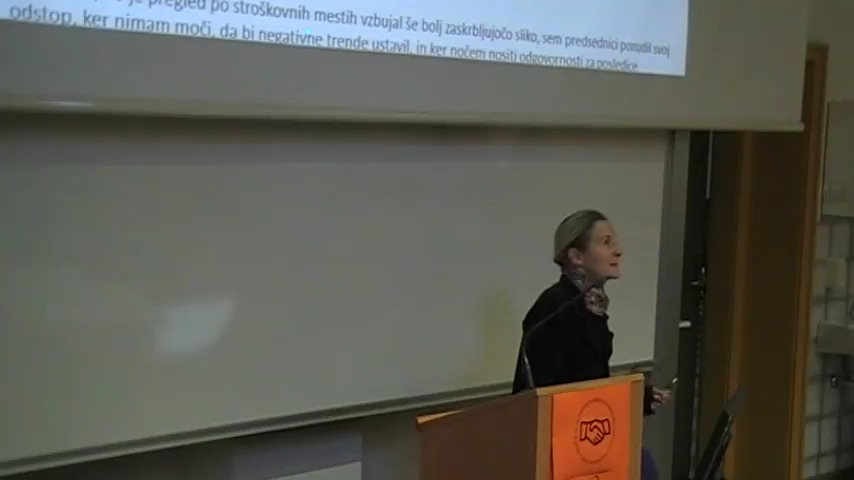 pregled po stroškovnih mestih vzbujal še bolj zaskrbljujočo sliko, sem predsednici ponudil svoj
odstop, ker nimam moči, da bi negativne trende ustavil, in ker nočem nositi odgovornosti za posledice